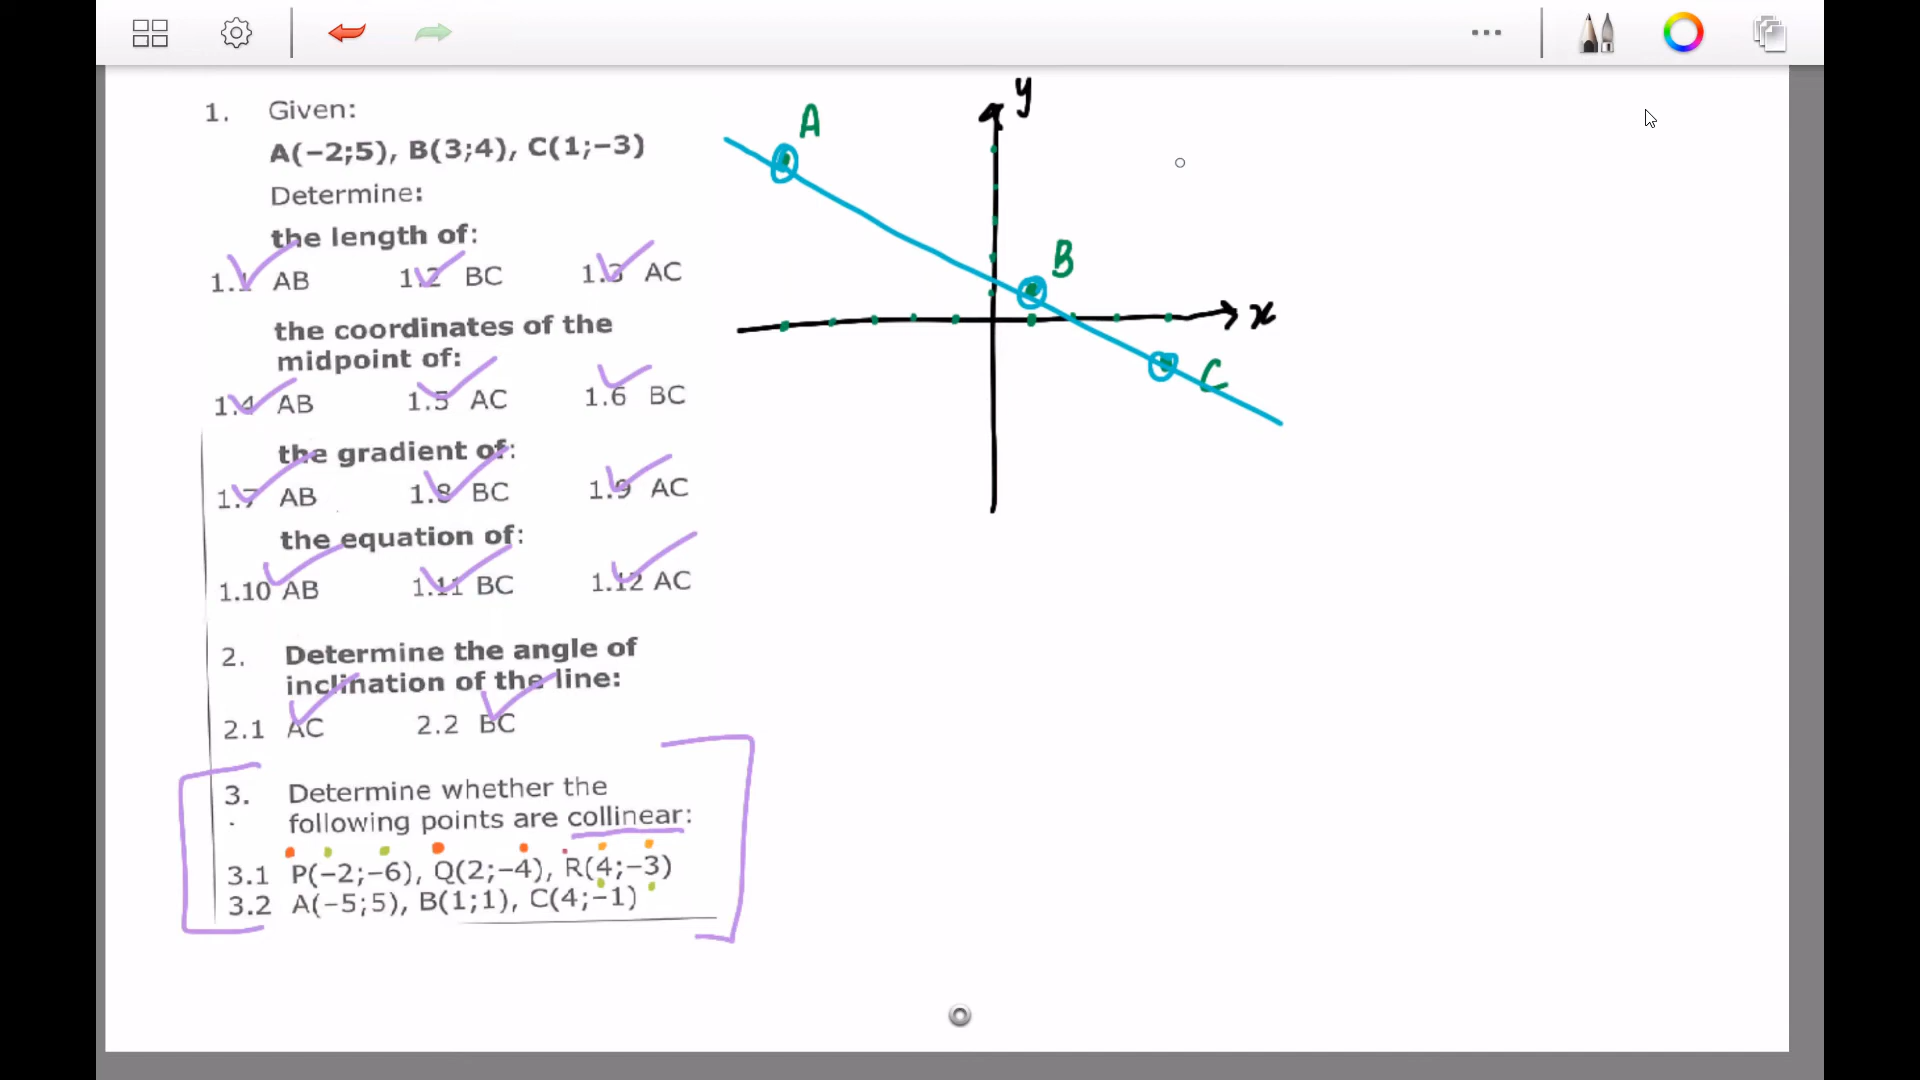 1. Given:
A(−2;5), B(3;4), C(1;−3)
Determine:
the length of:
1.1 AB 1.2 BC 1.3 AC
the coordinates of the
midpoint of:
1.4 AB 1.5 AC 1.6 BC
the gradient of:
1.7 AB 1.8 BC 1.9 AC
the equation of:
1.10 AB 1.11 BC 1.12 AC
2. Determine the angle of
inclination of the line:
2.1 AC 2.2 BC
3. Determine whether the
following points are collinear:
3.1 P(−2;−6), Q(2;−4), R(4;−3)
3.2 A(−5;5), B(1;1), C(4;−1)
y
A
B
x
C